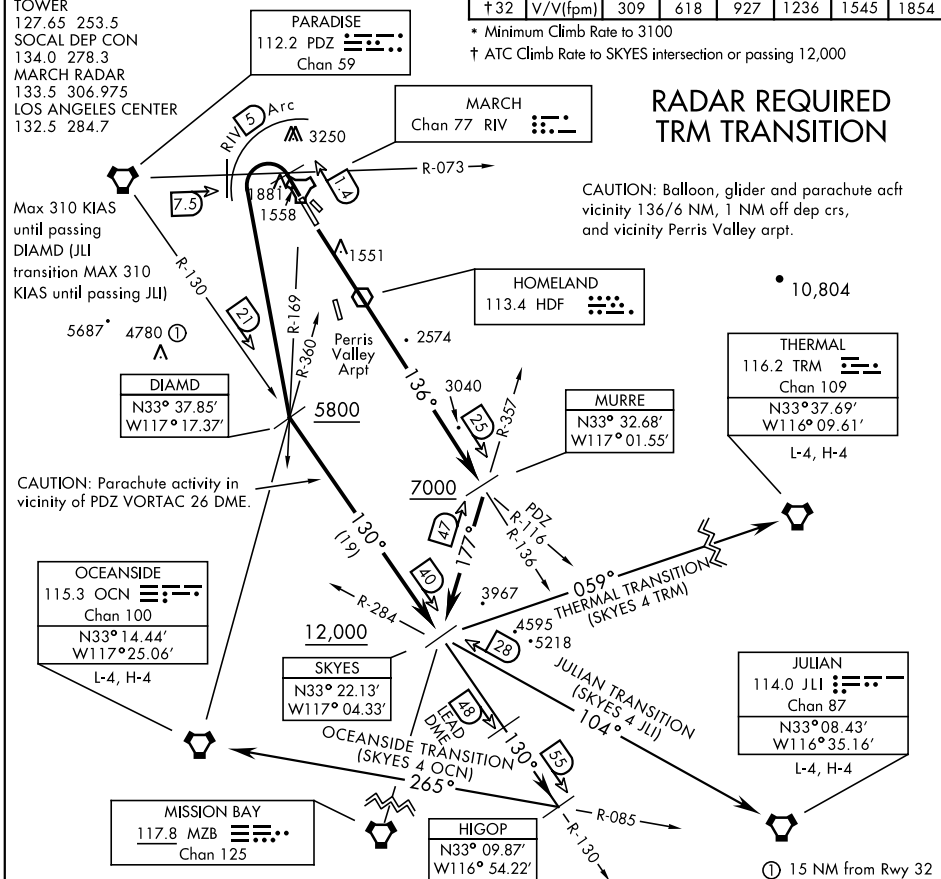 TOWER
127.65 253.5
SOCAL DEP CON
134.0 278.3
MARCH RADAR
133.5 306.975
LOS ANGELES CENTER
132.5 284.7
PARADISE
112.2 PDZ
Chan 59
†32 V/V(fpm) 309 618 927 1236 1545 1854
* Minimum Climb Rate to 3100
† ATC Climb Rate to SKYES intersection or passing 12,000
RADAR REQUIRED
TRM TRANSITION
MARCH
Chan 77 RIV
RIV 5 Arc
3250
R-073
7.5
1881
1.4
1558
CAUTION: Balloon, glider and parachute acft
vicinity 136/6 NM, 1 NM off dep crs,
and vicinity Perris Valley arpt.
Max 310 KIAS
until passing
DIAMD (JLI
transition MAX 310
KIAS until passing JLI)
R-130
21
R-169
R-360
1551
HOMELAND
113.4 HDF
10,804
5687
4780 ①
Perris
Valley
Arpt
2574
136°
3040
25
R-357
THERMAL
116.2 TRM
Chan 109
N33° 37.69'
W116° 09.61'
L-4, H-4
DIAMD
N33° 37.85'
W117° 17.37'
5800
MURRE
N33° 32.68'
W117° 01.55'
CAUTION: Parachute activity in
vicinity of PDZ VORTAC 26 DME.
7000
PDZ
R-116
R-136
47
177°
130°
(19)
40
059°
THERMAL TRANSITION
(SKYES 4 TRM)
OCEANSIDE
115.3 OCN
Chan 100
N33° 14.44'
W117° 25.06'
L-4, H-4
R-284
3967
12,000
4595
5218
28
SKYES
N33° 22.13'
W117° 04.33'
JULIAN TRANSITION
(SKYES 4 JLI)
104°
JULIAN
114.0 JLI
Chan 87
N33° 08.43'
W116° 35.16'
L-4, H-4
LEAD
DME
48
130°
55
OCEANSIDE TRANSITION
(SKYES 4 OCN)
265°
R-085
R-130
MISSION BAY
117.8 MZB
Chan 125
HIGOP
N33° 09.87'
W116° 54.22'
① 15 NM from Rwy 32